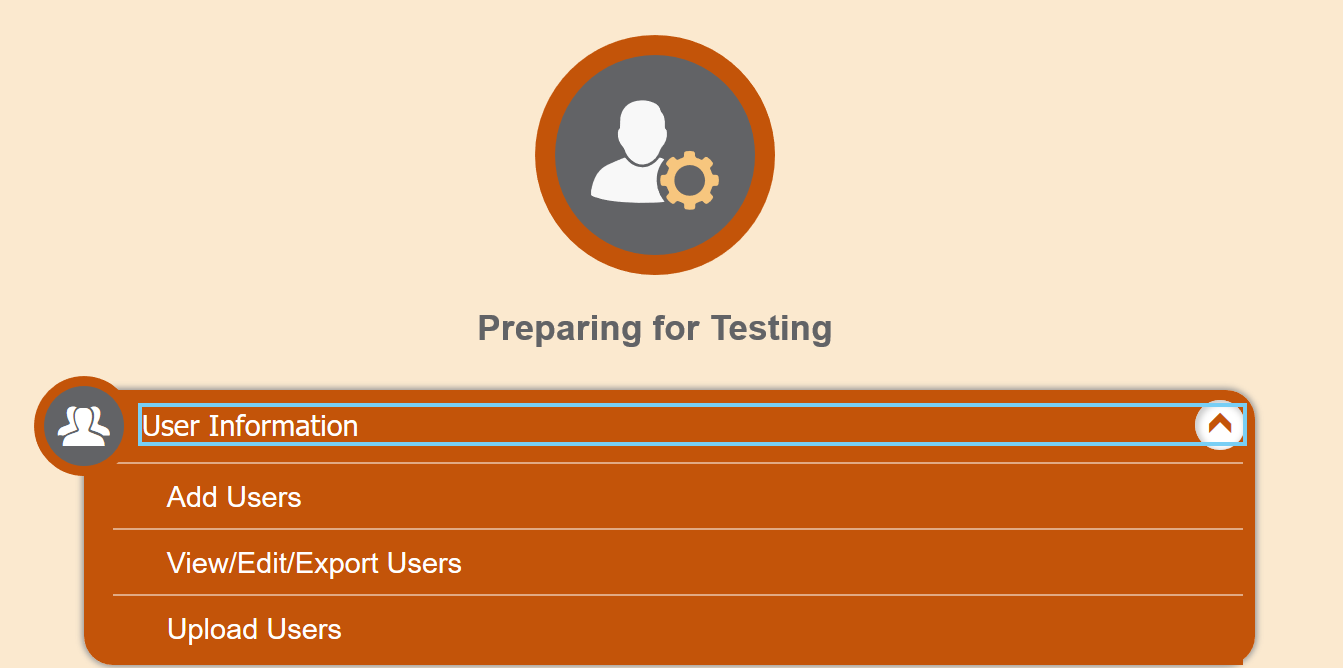 Preparing for Testing
User Information
Add Users
View/Edit/Export Users
Upload Users